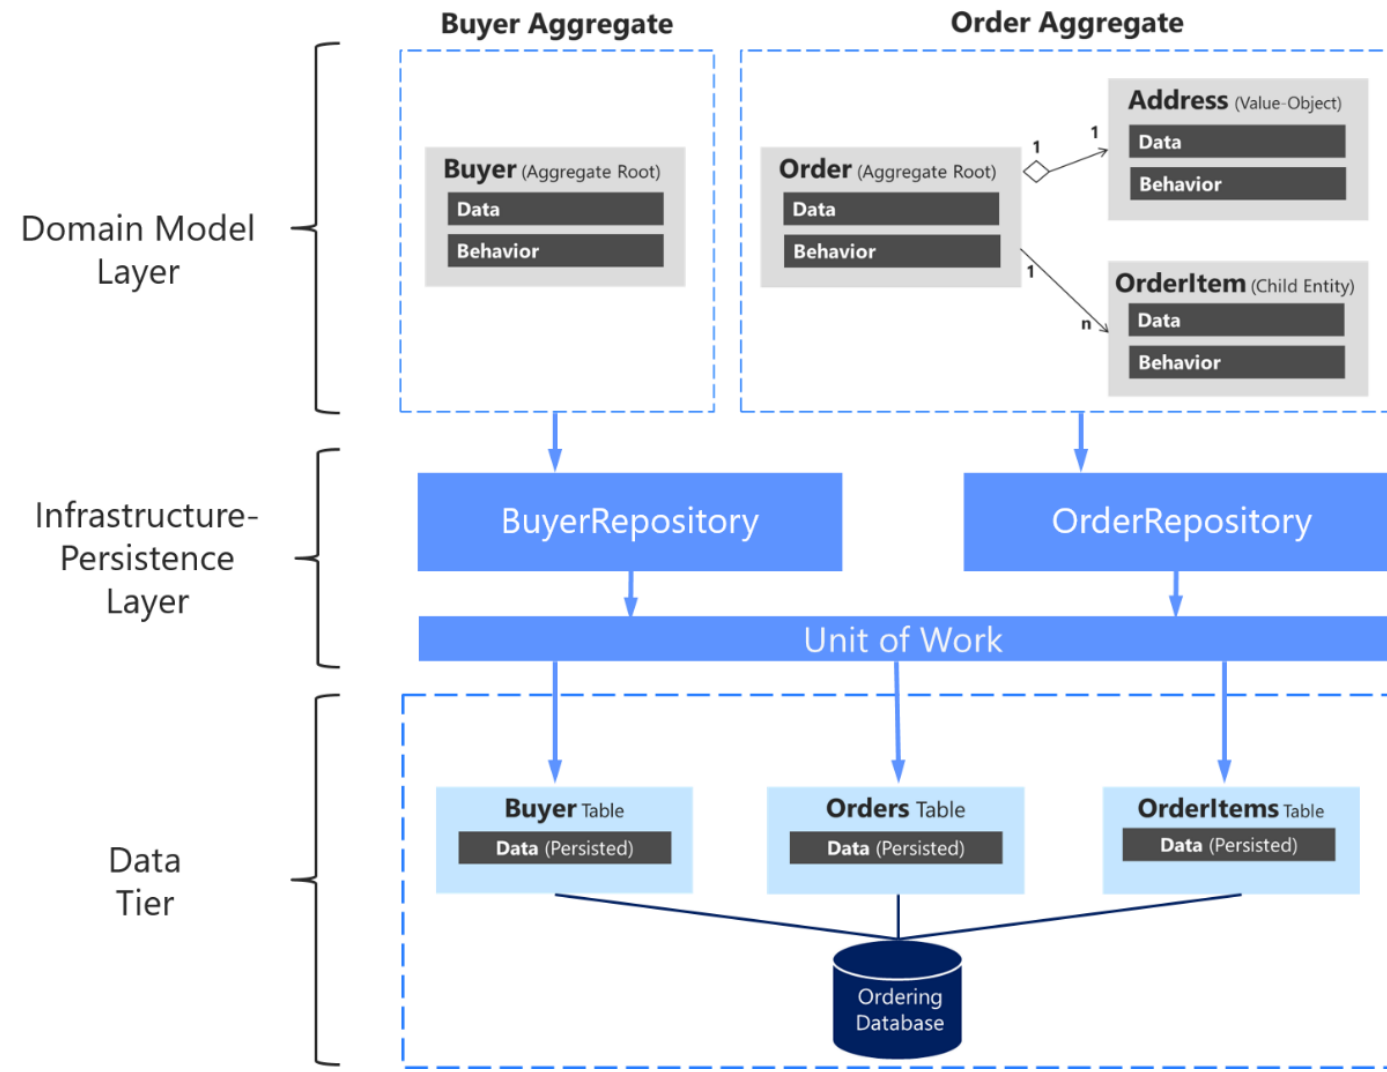 Buyer Aggregate
Order Aggregate
Domain Model
Layer
Buyer (Aggregate Root)
Data
Behavior
Order (Aggregate Root)
Data
Behavior
1
1
1
n
Address (Value-Object)
Data
Behavior
OrderItem (Child Entity)
Data
Behavior
Infrastructure-
Persistence
Layer
BuyerRepository
OrderRepository
Unit of Work
Data
Tier
Buyer Table
Data (Persisted)
Orders Table
Data (Persisted)
OrderItems Table
Data (Persisted)
Ordering
Database